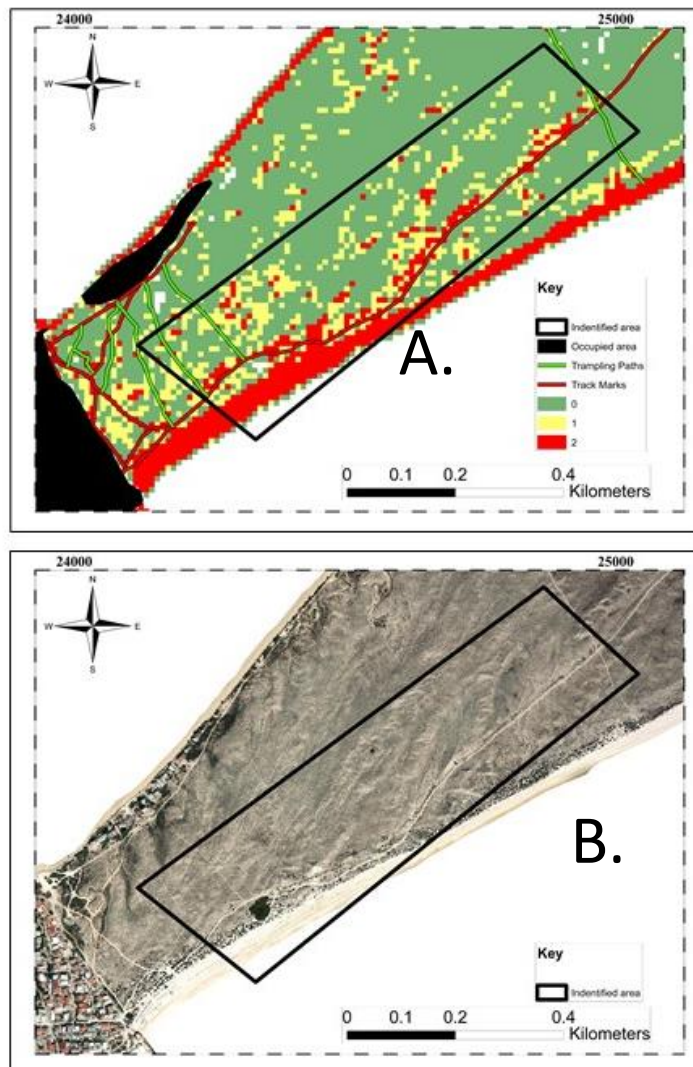 24000 25000
N
W E
S
A.
Key
Indentified area
Occupied area
Trampling Paths
Track Marks
0
1
2
0 0.1 0.2 0.4
Kilometers
24000 25000
N
W E
S
B.
Key
Indentified area
0 0.1 0.2 0.4
Kilometers